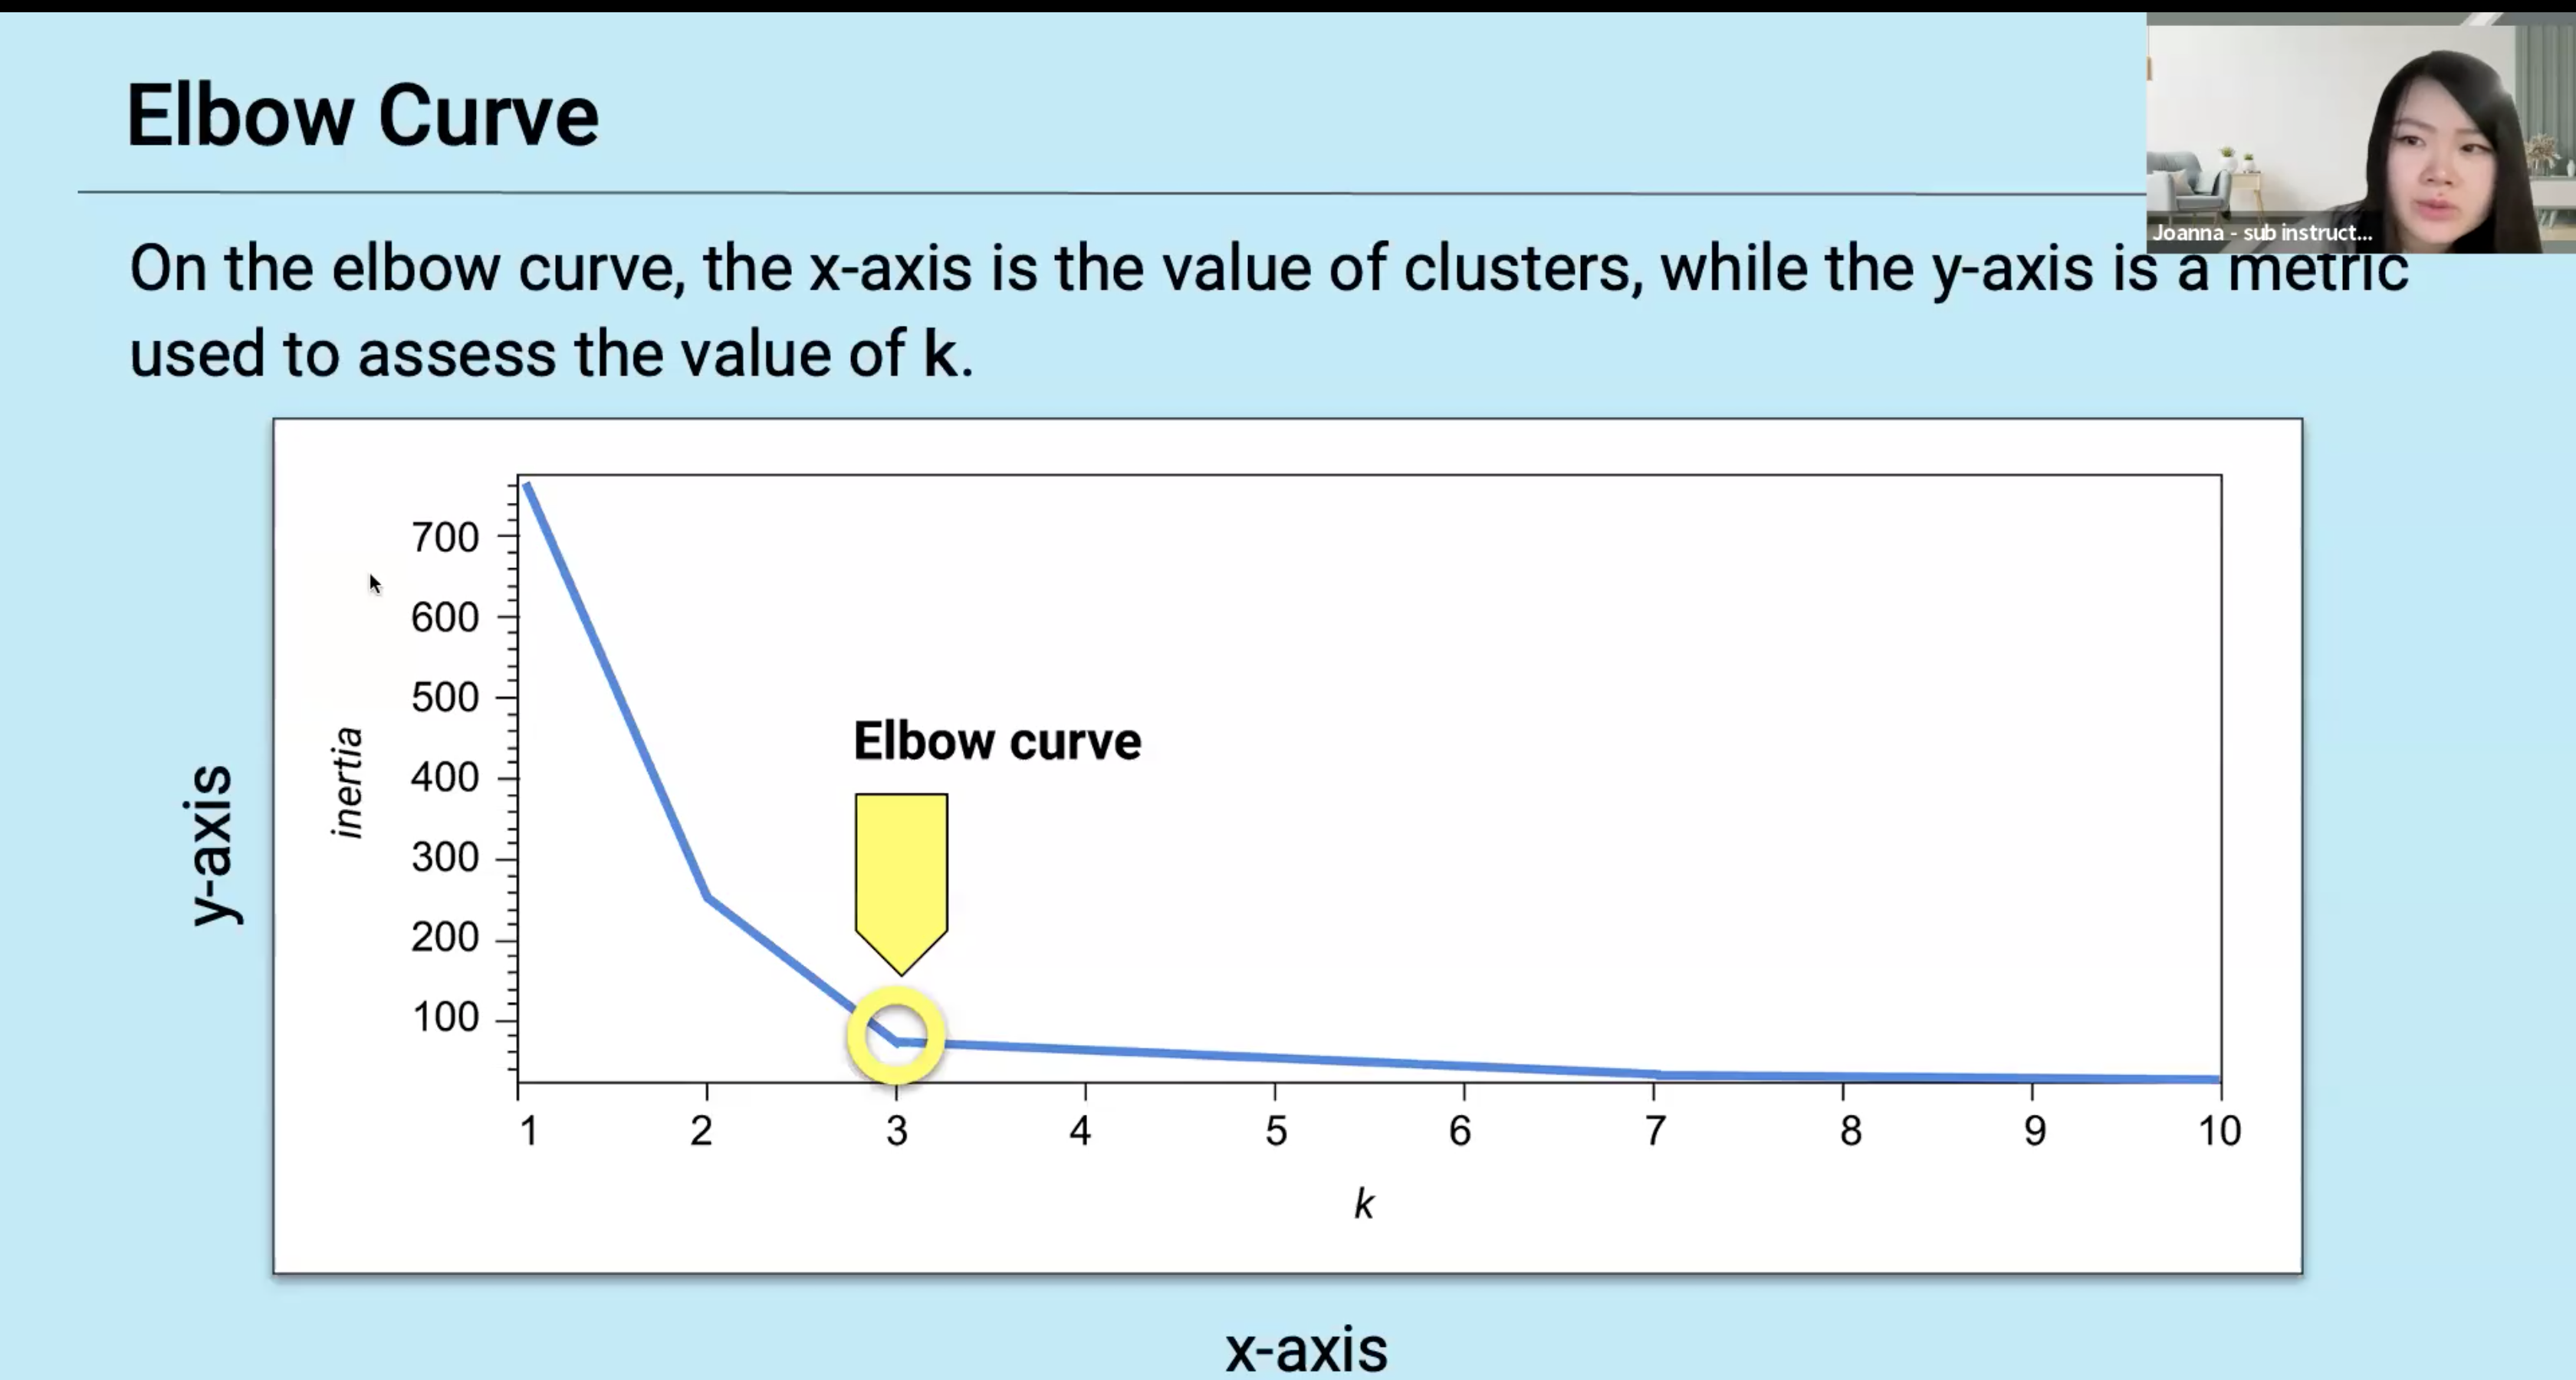 Elbow Curve
Joanna - sub instruct...
On the elbow curve, the x-axis is the value of clusters, while the y-axis is a metric
used to assess the value of k.
y-axis
inertia
700
600
500
400
300
200
100
Elbow curve
1 2 3 4 5 6 7 8 9 10
k
x-axis